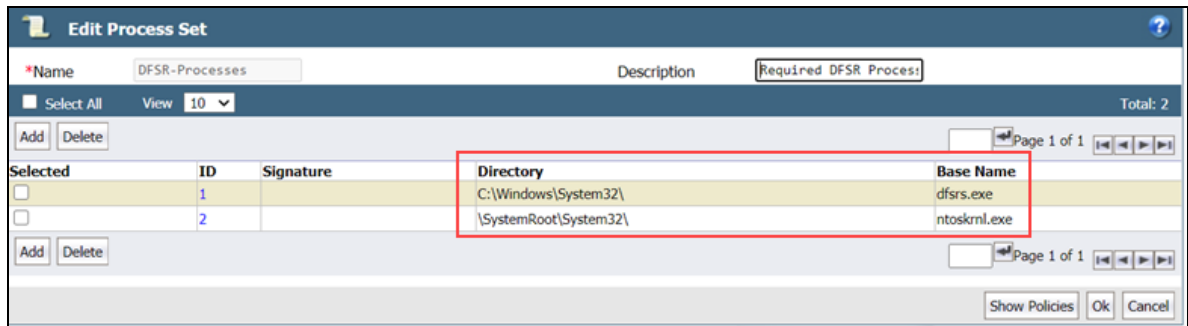 Edit Process Set ?
*Name DFSR-Processes Description Required DFSR Process
Select All View 10 Total: 2
Add Delete Page 1 of 1
Selected ID Signature Directory Base Name
1 C:\Windows\System32\ dfsrs.exe
2 \SystemRoot\System32\ ntoskrnl.exe
Add Delete Page 1 of 1
Show Policies Ok Cancel